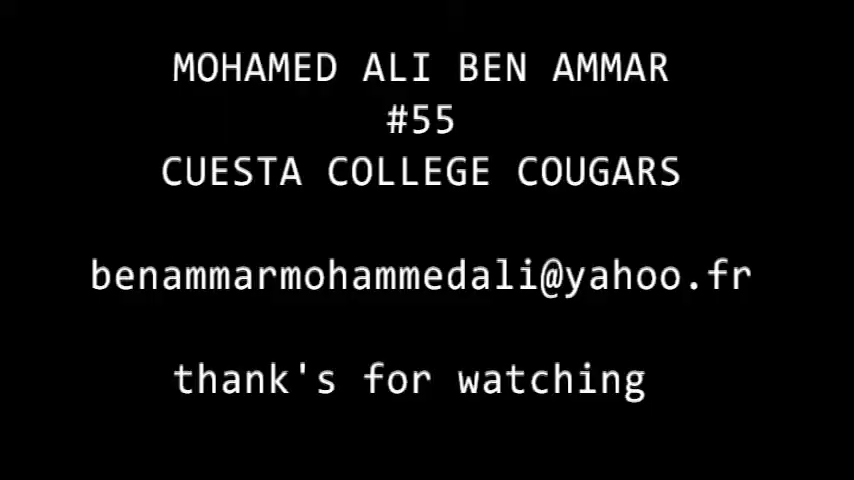 MOHAMED ALI BEN AMMAR
#55
CUESTA COLLEGE COUGARS
benammarmohammedali@yahoo.fr
thank's for watching